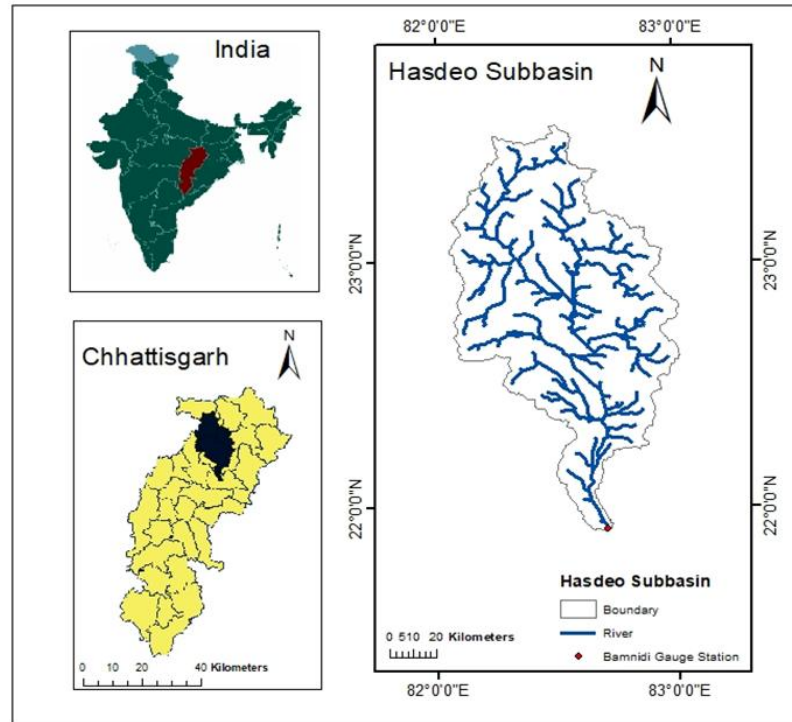 India
Chhattisgarh
N
0 10 20 40 Kilometers
82°0'0"E 83°0'0"E
Hasdeo Subbasin
N
23°0'0"N 23°0'0"N
22°0'0"N 22°0'0"N
Hasdeo Subbasin
Boundary
River
Bamnidi Gauge Station
0 510 20 Kilometers
82°0'0"E 83°0'0"E